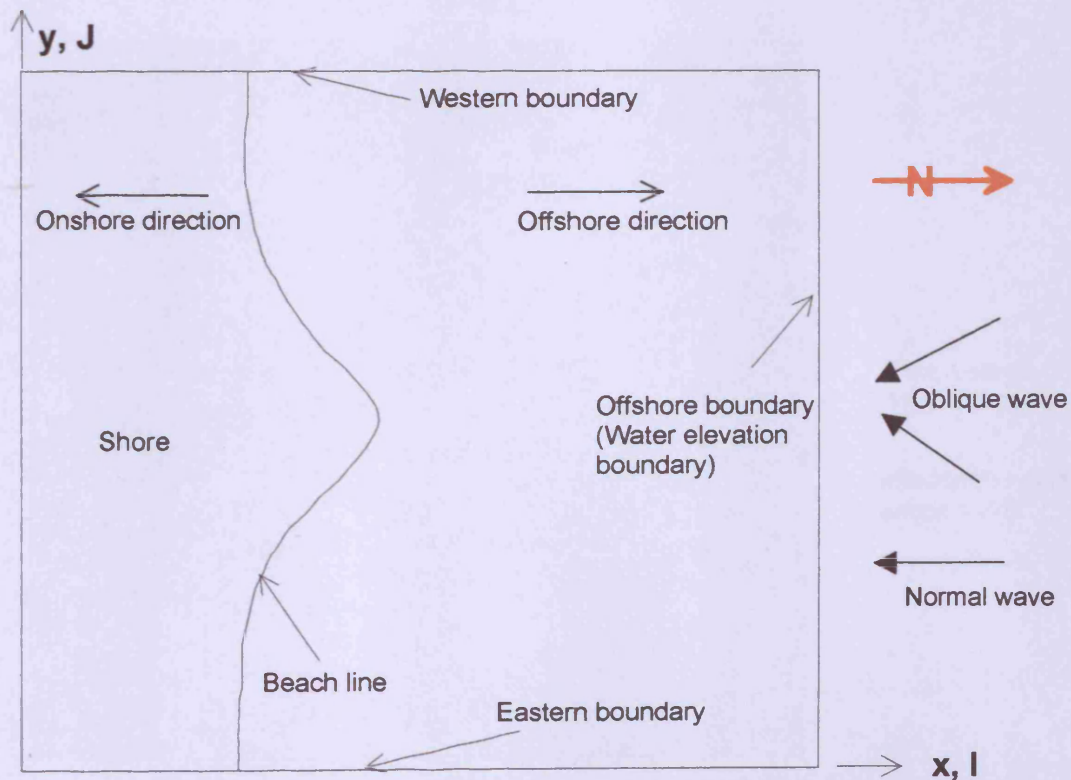 y, J
Western boundary
N
Onshore direction
Offshore direction
Oblique wave
Offshore boundary
(Water elevation
boundary)
Shore
Normal wave
Beach line
Eastern boundary
x, I